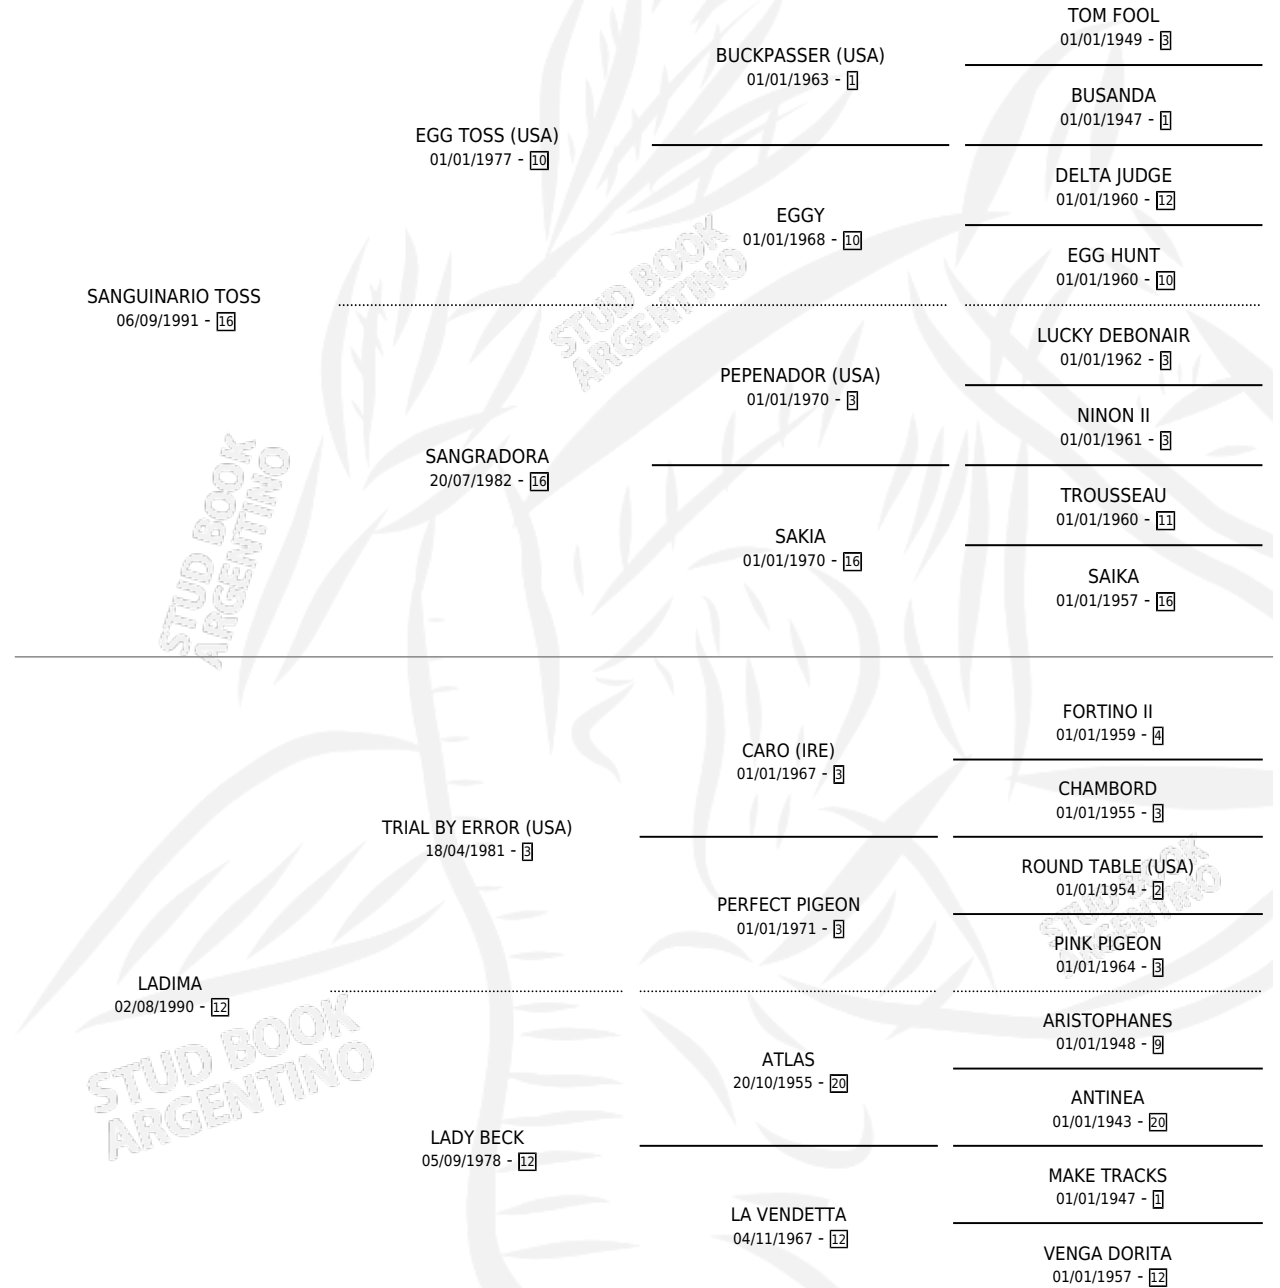 TOM FOOL
01/01/1949 - 3
BUCKPASSER (USA)
01/01/1963 - 1
BUSANDA
01/01/1947 - 1
EGG TOSS (USA)
01/01/1977 - 10
DELTA JUDGE
01/01/1960 - 12
EGGY
01/01/1968 - 10
EGG HUNT
01/01/1960 - 10
SANGUINARIO TOSS
06/09/1991 - 16
STUD BOOK
ARGENTINO
LUCKY DEBONAIR
01/01/1962 - 3
PEPENADOR (USA)
01/01/1970 - 3
NINON II
01/01/1961 - 3
SANGRADORA
20/07/1982 - 16
TROUSSEAU
01/01/1960 - 11
SAKIA
01/01/1970 - 16
SAIKA
01/01/1957 - 16
STUD BOOK
ARGENTINO
FORTINO II
01/01/1959 - 4
CARO (IRE)
01/01/1967 - 3
CHAMBORD
01/01/1955 - 3
TRIAL BY ERROR (USA)
18/04/1981 - 3
ROUND TABLE (USA)
01/01/1954 - 2
PERFECT PIGEON
01/01/1971 - 3
PINK PIGEON
01/01/1964 - 3
STUD BOOK
ARGENTINO
LADIMA
02/08/1990 - 12
ARISTOPHANES
01/01/1948 - 9
ATLAS
20/10/1955 - 20
ANTINEA
01/01/1943 - 20
STUD BOOK
ARGENTINO
LADY BECK
05/09/1978 - 12
MAKE TRACKS
01/01/1947 - 1
LA VENDETTA
04/11/1967 - 12
VENGA DORITA
01/01/1957 - 12